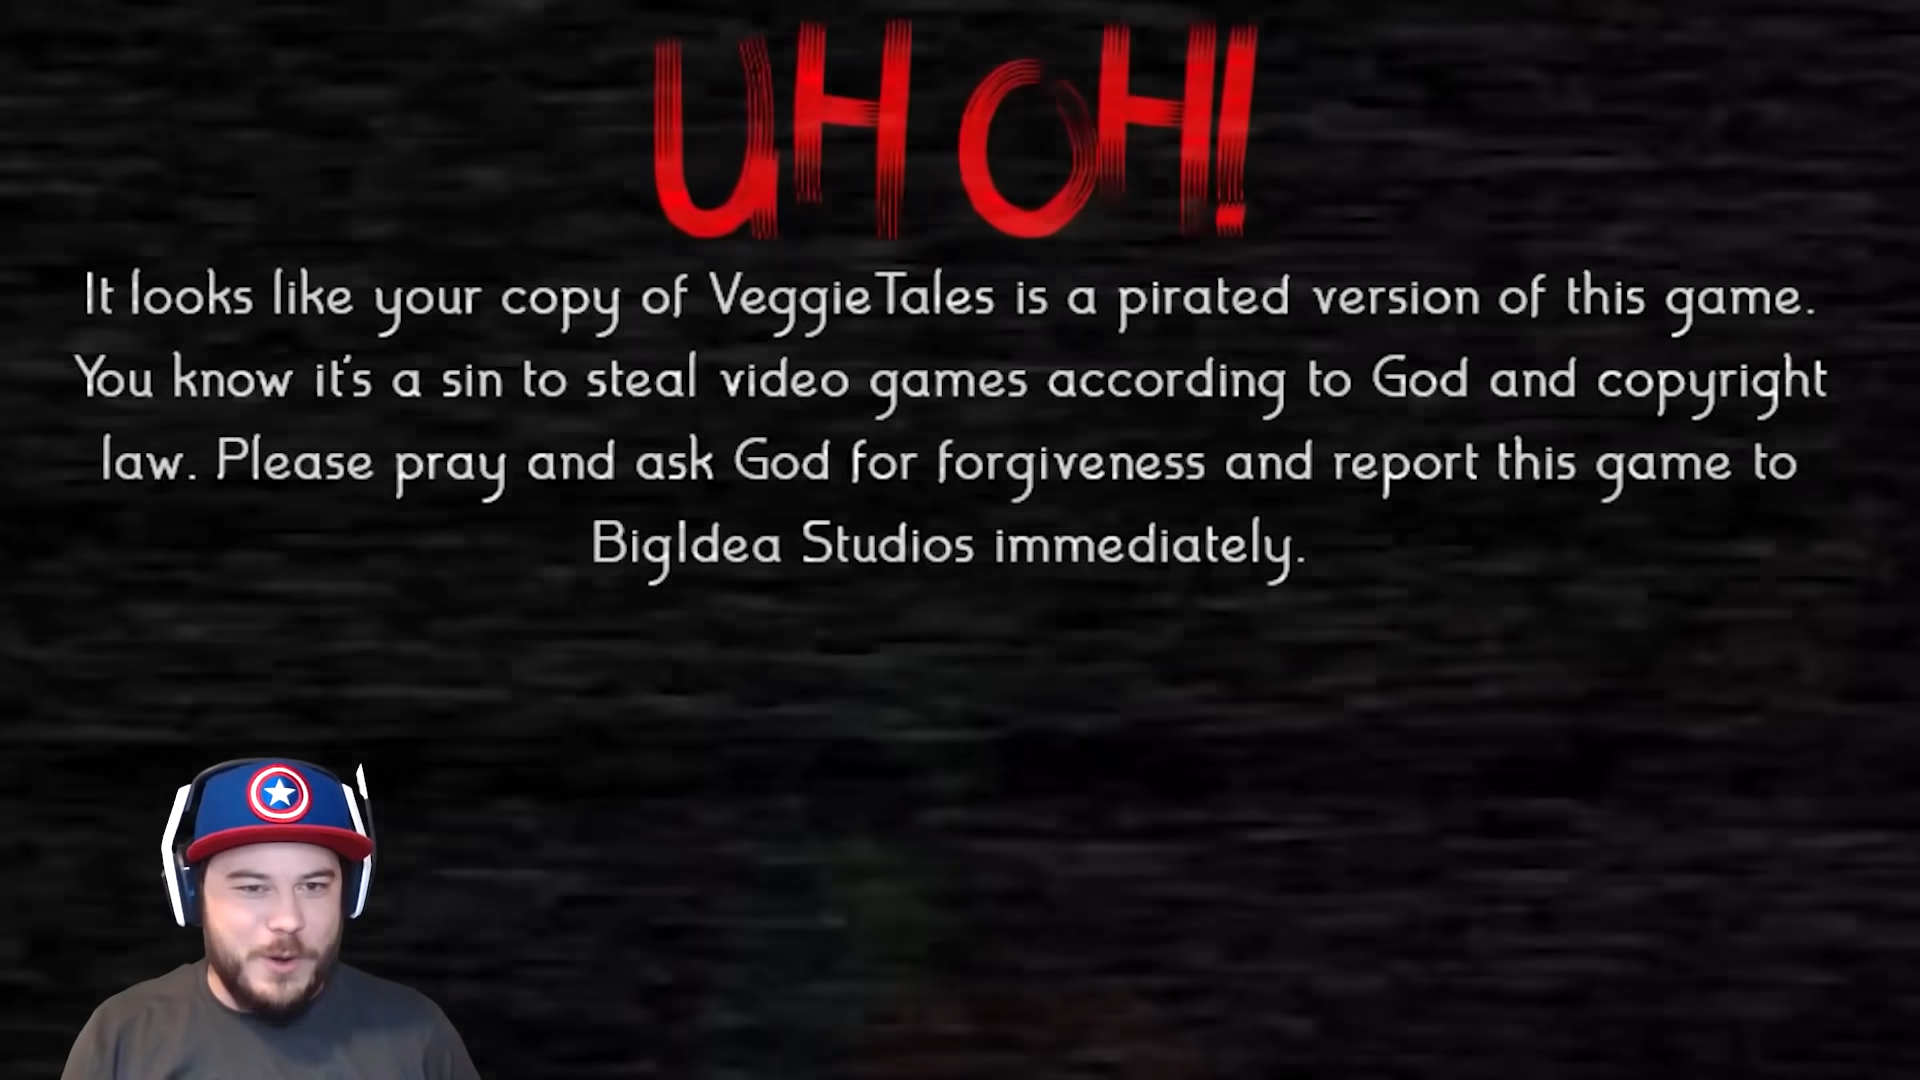 UH OH!
It looks like your copy of VeggieTales is a pirated version of this game.
You know it's a sin to steal video games according to God and copyright
law. Please pray and ask God for forgiveness and report this game to
BigIdea Studios immediately.